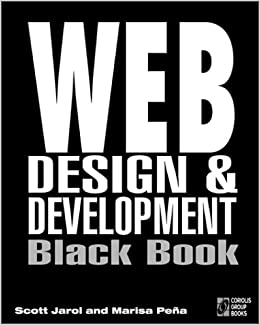 WEB
DESIGN &
DEVELOPMENT
Black Book
Scott Jarol and Marisa Peña
CORIOLIS
GROUP
BOOKS